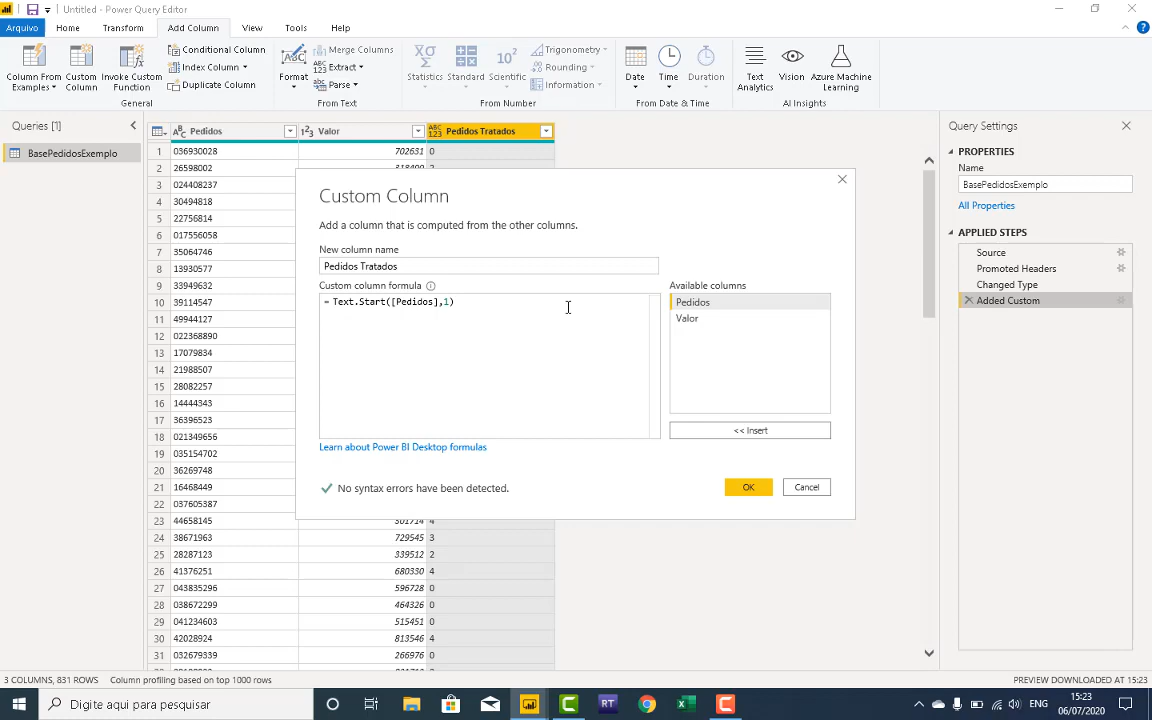 Untitled - Power Query Editor
Arquivo Home Transform Add Column View Tools Help
Column From Examples Custom Column Invoke Custom Function
Conditional Column
Index Column
Duplicate Column
General
Format
Merge Columns
Extract
Parse
From Text
Statistics Standard Scientific
Trigonometry
Rounding
Information
From Number
Date Time Duration
From Date & Time
Text Analytics Vision Azure Machine Learning
AI Insights
Queries [1]
BasePedidosExemplo
Pedidos Valor Pedidos Tratados
1 036930028 702631 0
2 26598002
3 024408237
4 30494818
5 22756814
6 017556058
7 35064746
8 13930577
9 33949632
10 39114547
11 49944127
12 022368890
13 17079834
14 21988507
15 28082257
16 14444343
17 36396523
18 021349656
19 035154702
20 36269748
21 16468449
22 037605387
23 44658145 301714 4
24 38671963 729545 3
25 28287123 339512 2
26 41376251 680330 4
27 043835296 596728 0
28 038672299 464326 0
29 041234603 515451 0
30 42028924 813546 4
31 032679339 266976 0
Custom Column
Add a column that is computed from the other columns.
New column name
Pedidos Tratados
Custom column formula
= Text.Start([Pedidos],1)
Available columns
Pedidos
Valor
<< Insert
Learn about Power BI Desktop formulas
No syntax errors have been detected.
OK Cancel
Query Settings
PROPERTIES
Name
BasePedidosExemplo
All Properties
APPLIED STEPS
Source
Promoted Headers
Changed Type
Added Custom
3 COLUMNS, 831 ROWS Column profiling based on top 1000 rows
PREVIEW DOWNLOADED AT 15:23
Digite aqui para pesquisar
RT
ENG
15:23
06/07/2020